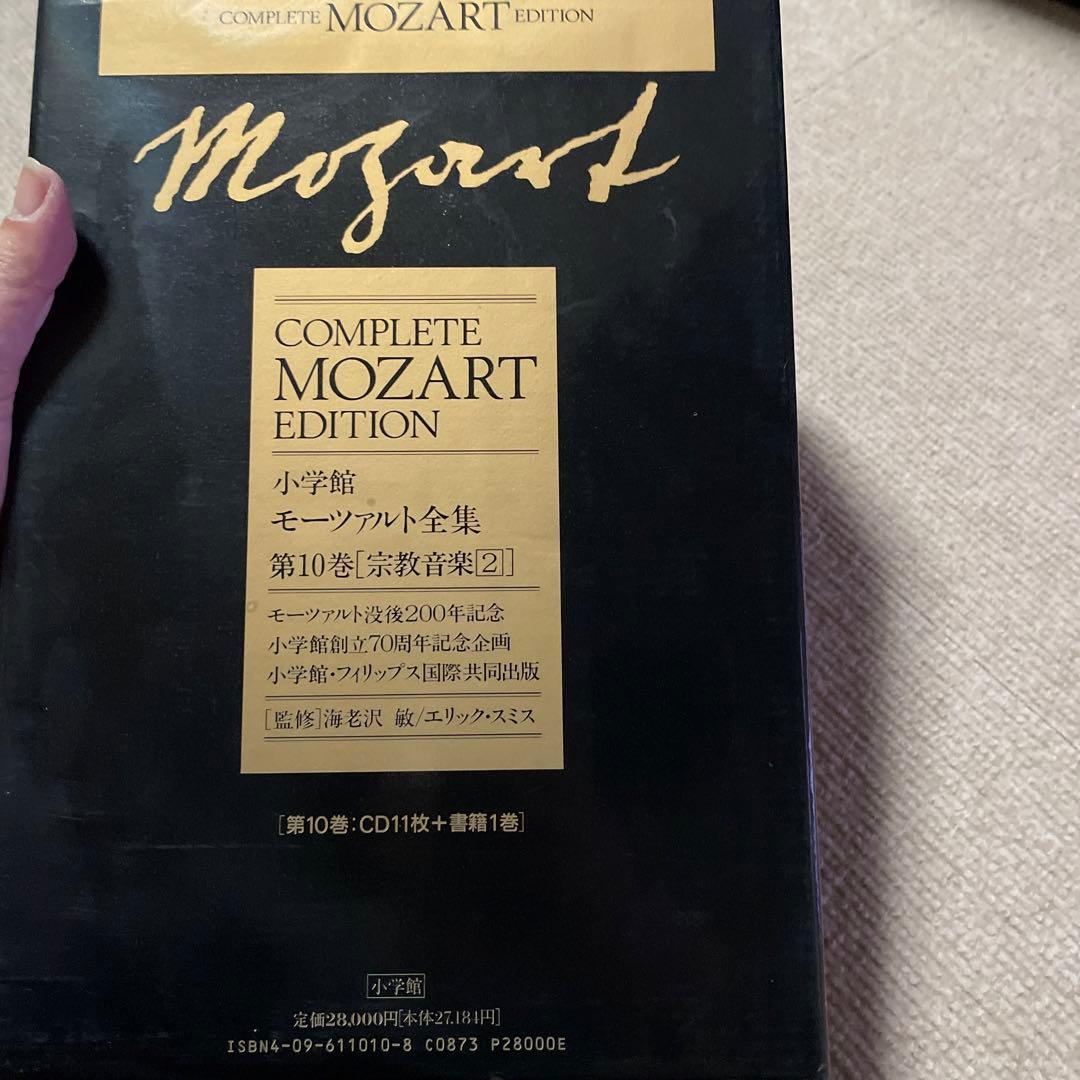 COMPLETE MOZART EDITION
Mozart
COMPLETE
MOZART
EDITION
小学館
モーツァルト全集
第10巻[宗教音楽2]
モーツァルト没後200年記念
小学館創立70周年記念企画
小学館・フィリップス国際共同出版
[監修]海老沢 敏/エリック・スミス
[第10巻:CD11枚+書籍1巻]
小学館
定価28,000円[本体27,184円]
ISBN4-09-611010-8 C0873 P28000E